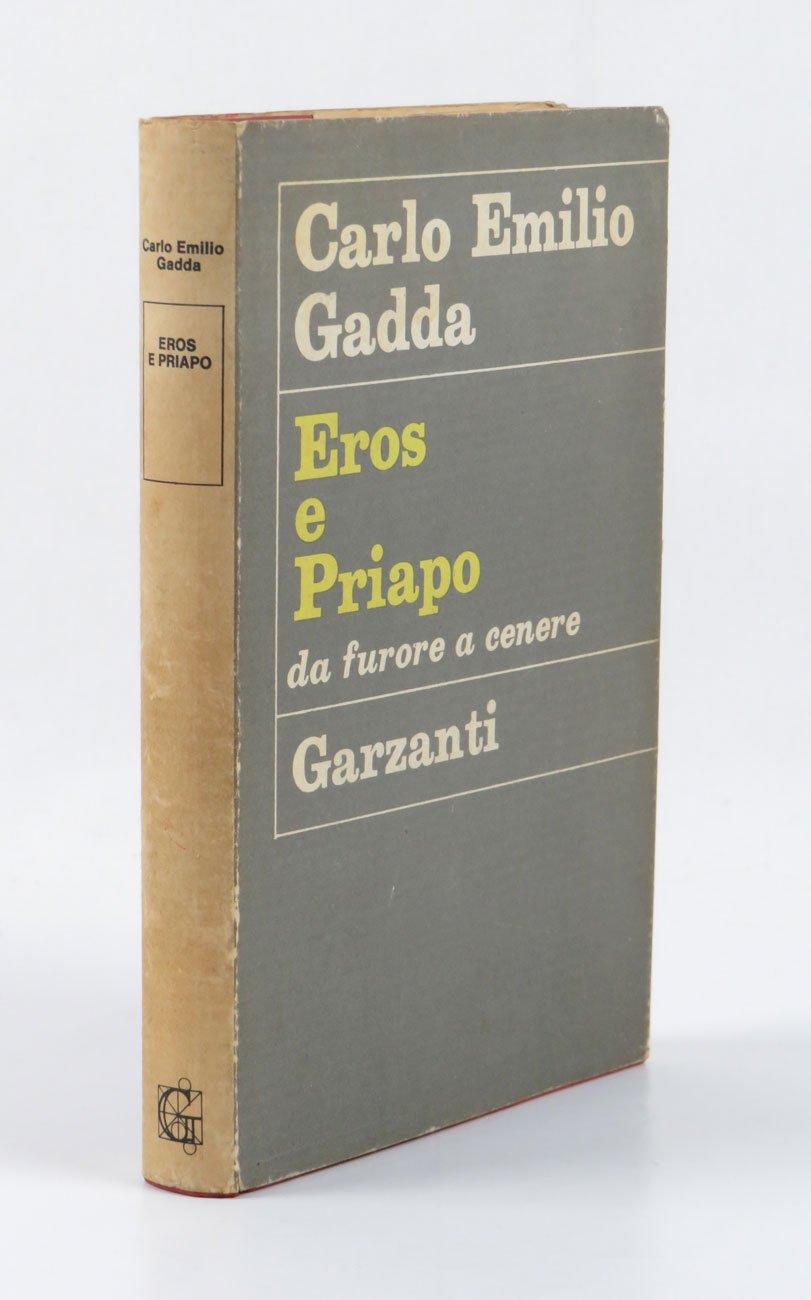 Carlo Emilio
Gadda
EROS
E PRIAPO
G
Carlo Emilio
Gadda
Eros
e
Priapo
da furore a cenere
Garzanti